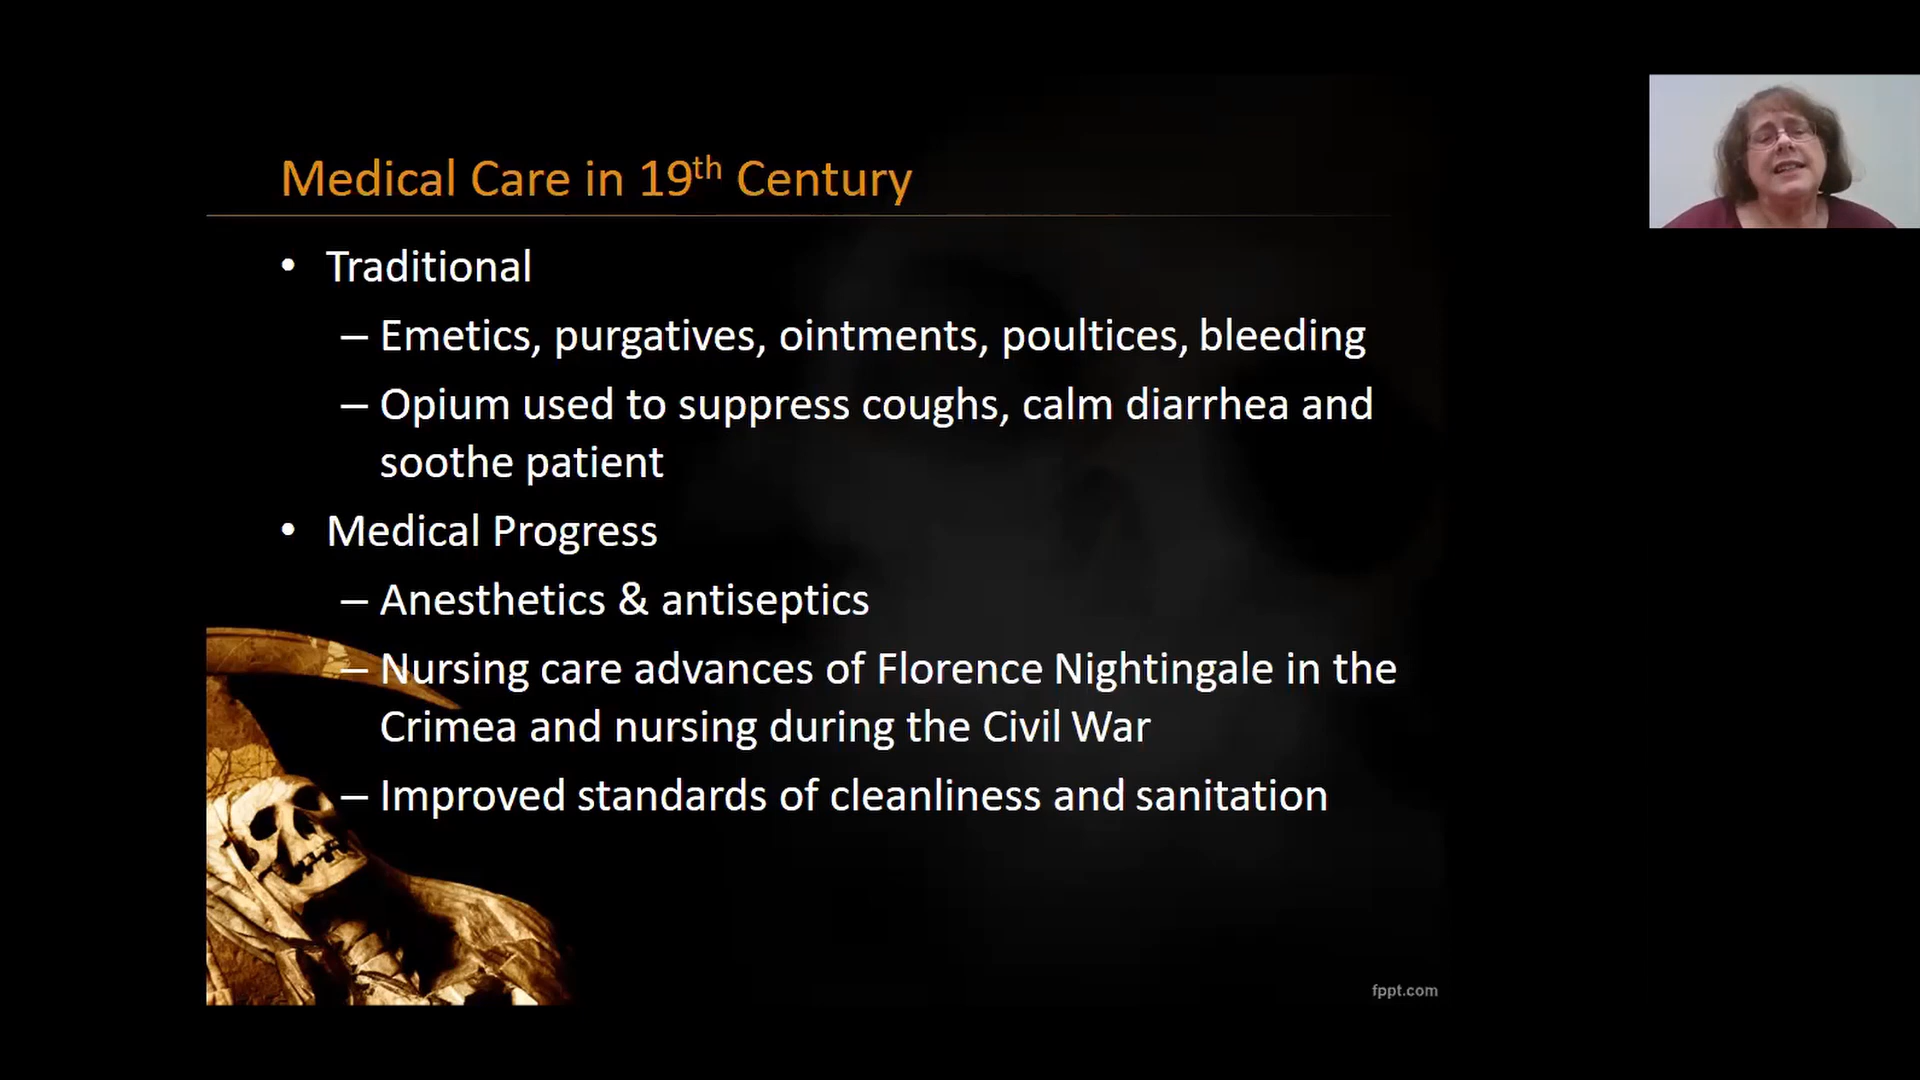 Medical Care in 19th Century
• Traditional
– Emetics, purgatives, ointments, poultices, bleeding
– Opium used to suppress coughs, calm diarrhea and
soothe patient
• Medical Progress
– Anesthetics & antiseptics
– Nursing care advances of Florence Nightingale in the
Crimea and nursing during the Civil War
– Improved standards of cleanliness and sanitation
fppt.com